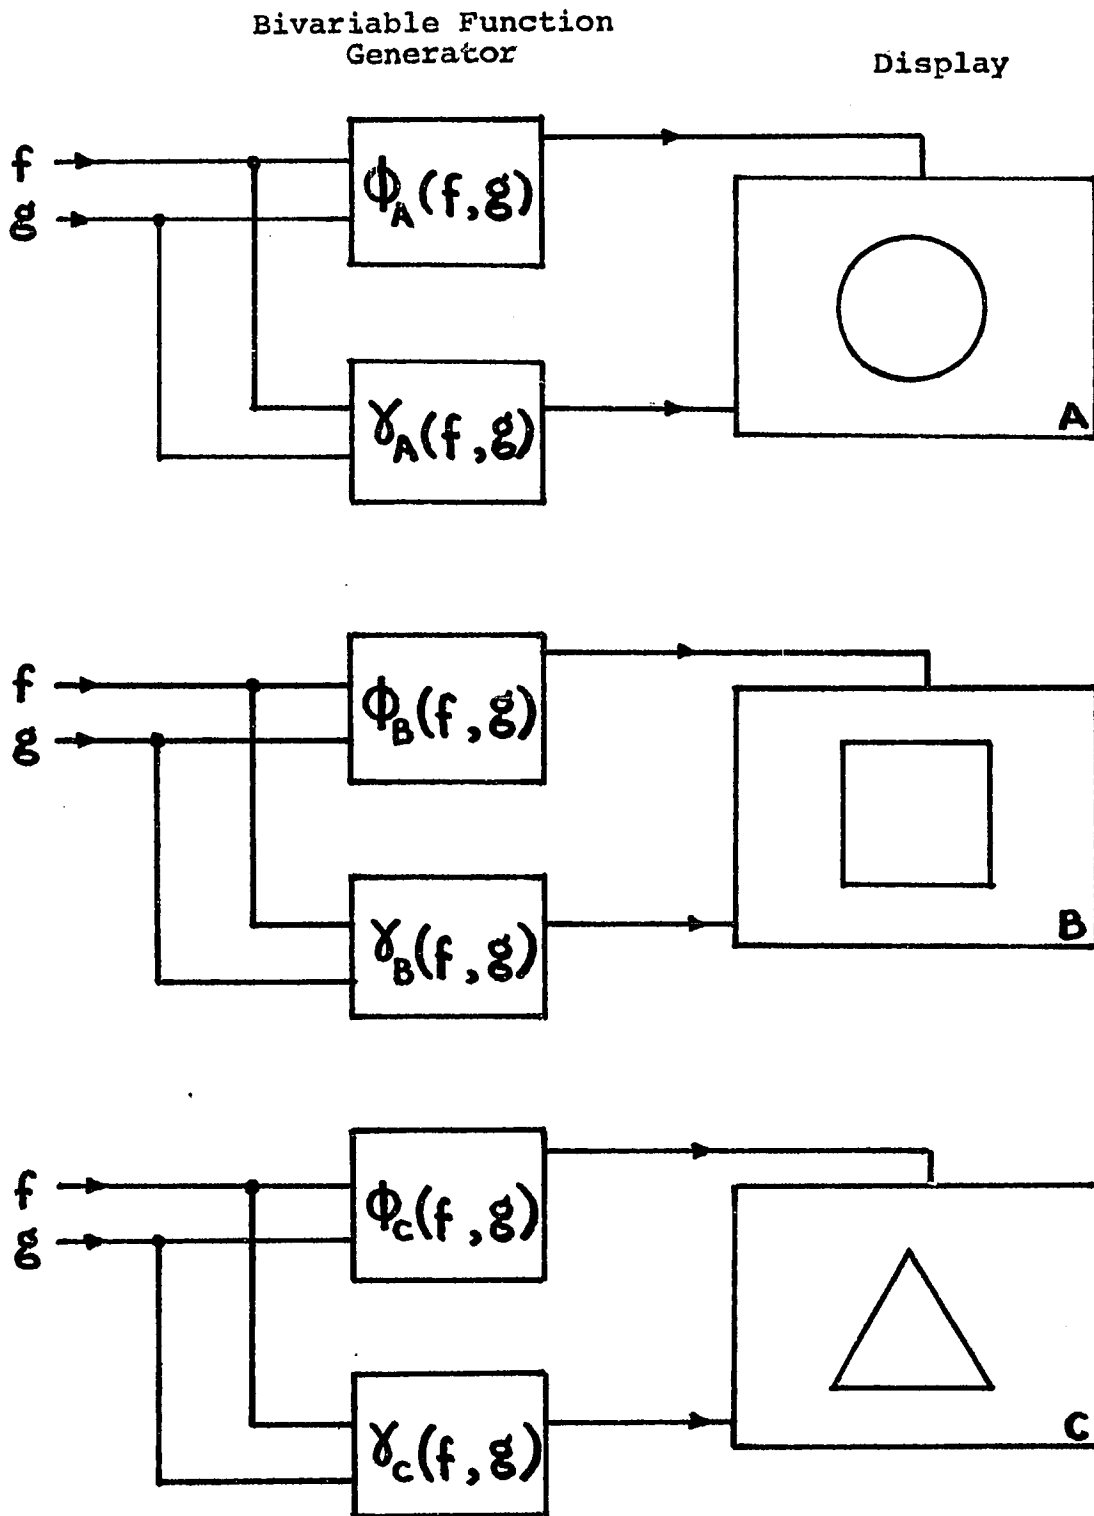 Bivariable Function
Generator
Display
f
g
ϕA(f,g)
γA(f,g)
A
f
g
ϕB(f,g)
γB(f,g)
B
f
g
ϕC(f,g)
γC(f,g)
C